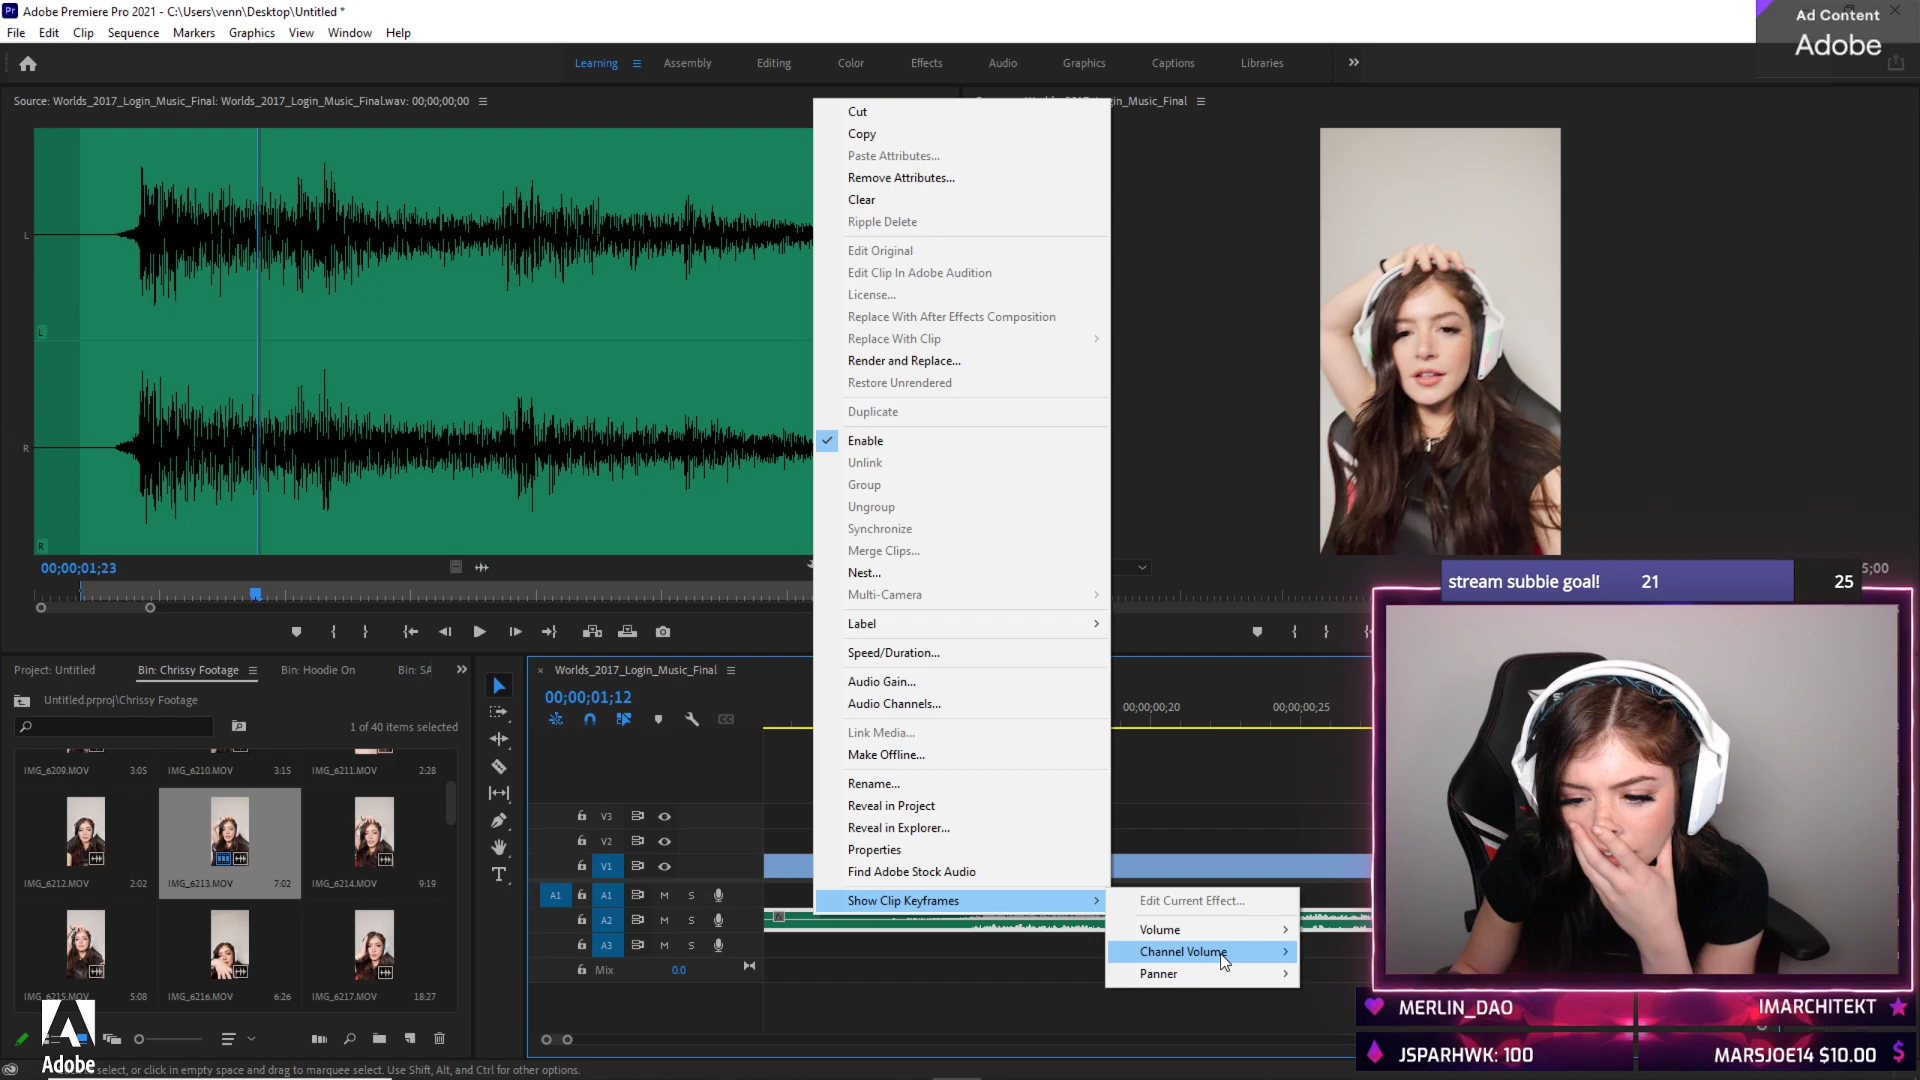 Adobe Premiere Pro 2021 - C:\Users\venn\Desktop\Untitled *
File Edit Clip Sequence Markers Graphics View Window Help
Ad Content
Adobe
Learning Assembly Editing Color Effects Audio Graphics Captions Libraries
Source: Worlds_2017_Login_Music_Final: Worlds_2017_Login_Music_Final.wav: 00;00;00;00
in_Music_Final
Cut
Copy
Paste Attributes...
Remove Attributes...
Clear
Ripple Delete
Edit Original
Edit Clip In Adobe Audition
License...
Replace With After Effects Composition
Replace With Clip
Render and Replace...
Restore Unrendered
Duplicate
Enable
Unlink
Group
Ungroup
Synchronize
Merge Clips...
Nest...
Multi-Camera
Label
Speed/Duration...
Audio Gain...
Audio Channels...
Link Media...
Make Offline...
Rename...
Reveal in Project
Reveal in Explorer...
Properties
Find Adobe Stock Audio
Show Clip Keyframes
Edit Current Effect...
Volume
Channel Volume
Panner
L
L
R
R
00;00;01;23
5;00
stream subbie goal! 21 25
Project: Untitled Bin: Chrissy Footage Bin: Hoodie On Bin: SA
Untitled.prproj\Chrissy Footage
1 of 40 items selected
IMG_6209.MOV 3:05 IMG_6210.MOV 3:15 IMG_6211.MOV 2:28
IMG_6212.MOV 2:02 IMG_6213.MOV 7:02 IMG_6214.MOV 9:19
IMG_6215.MOV 5:08 IMG_6216.MOV 6:26 IMG_6217.MOV 18:27
Worlds_2017_Login_Music_Final
00;00;01;12
00;00;00;20 00;00;00;25
V3
V2
V1
A1 A1 M S
A2 M S
A3 M S
Mix 0.0
MERLIN_DAO IMARCHITEKT
JSPARHWK: 100 MARSJOE14 $10.00
Adobe
select, or click in empty space and drag to marquee select. Use Shift, Alt, and Ctrl for other options.